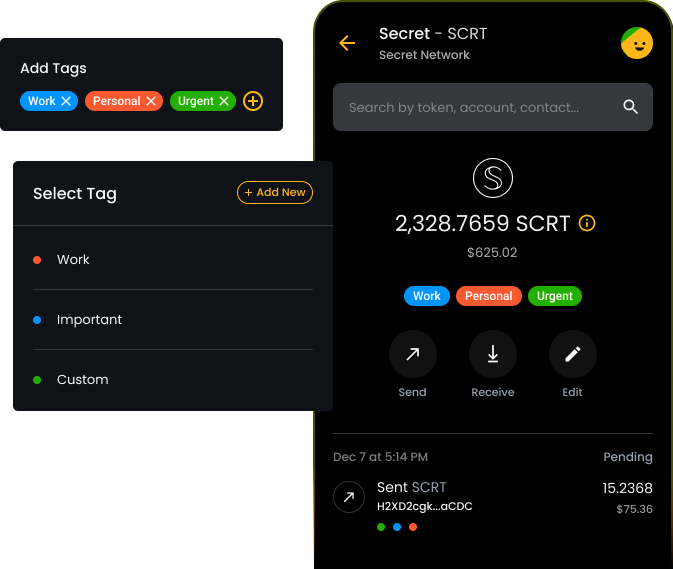 Add Tags
Work
Personal
Urgent
Select Tag
+ Add New
Work
Important
Custom
Secret - SCRT
Secret Network
Search by token, account, contact...
2,328.7659 SCRT
$625.02
Work Personal Urgent
Send Receive Edit
Dec 7 at 5:14 PM Pending
Sent SCRT 15.2368
H2XD2cgk...aCDC $75.36